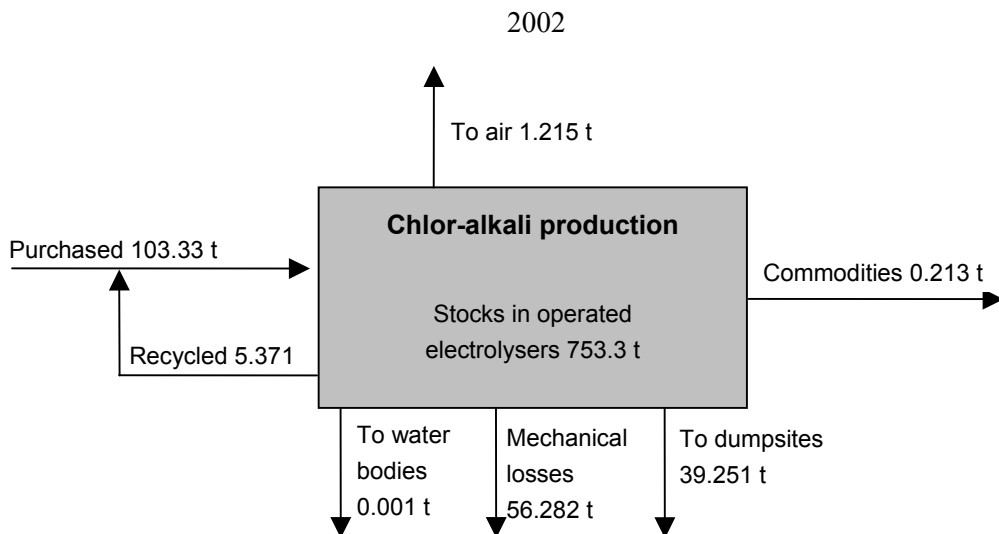 2002
To air 1.215 t
Chlor-alkali production
Purchased 103.33 t
Commodities 0.213 t
Stocks in operated
electrolysers 753.3 t
Recycled 5.371
To water
bodies
0.001 t
Mechanical
losses
56.282 t
To dumpsites
39.251 t